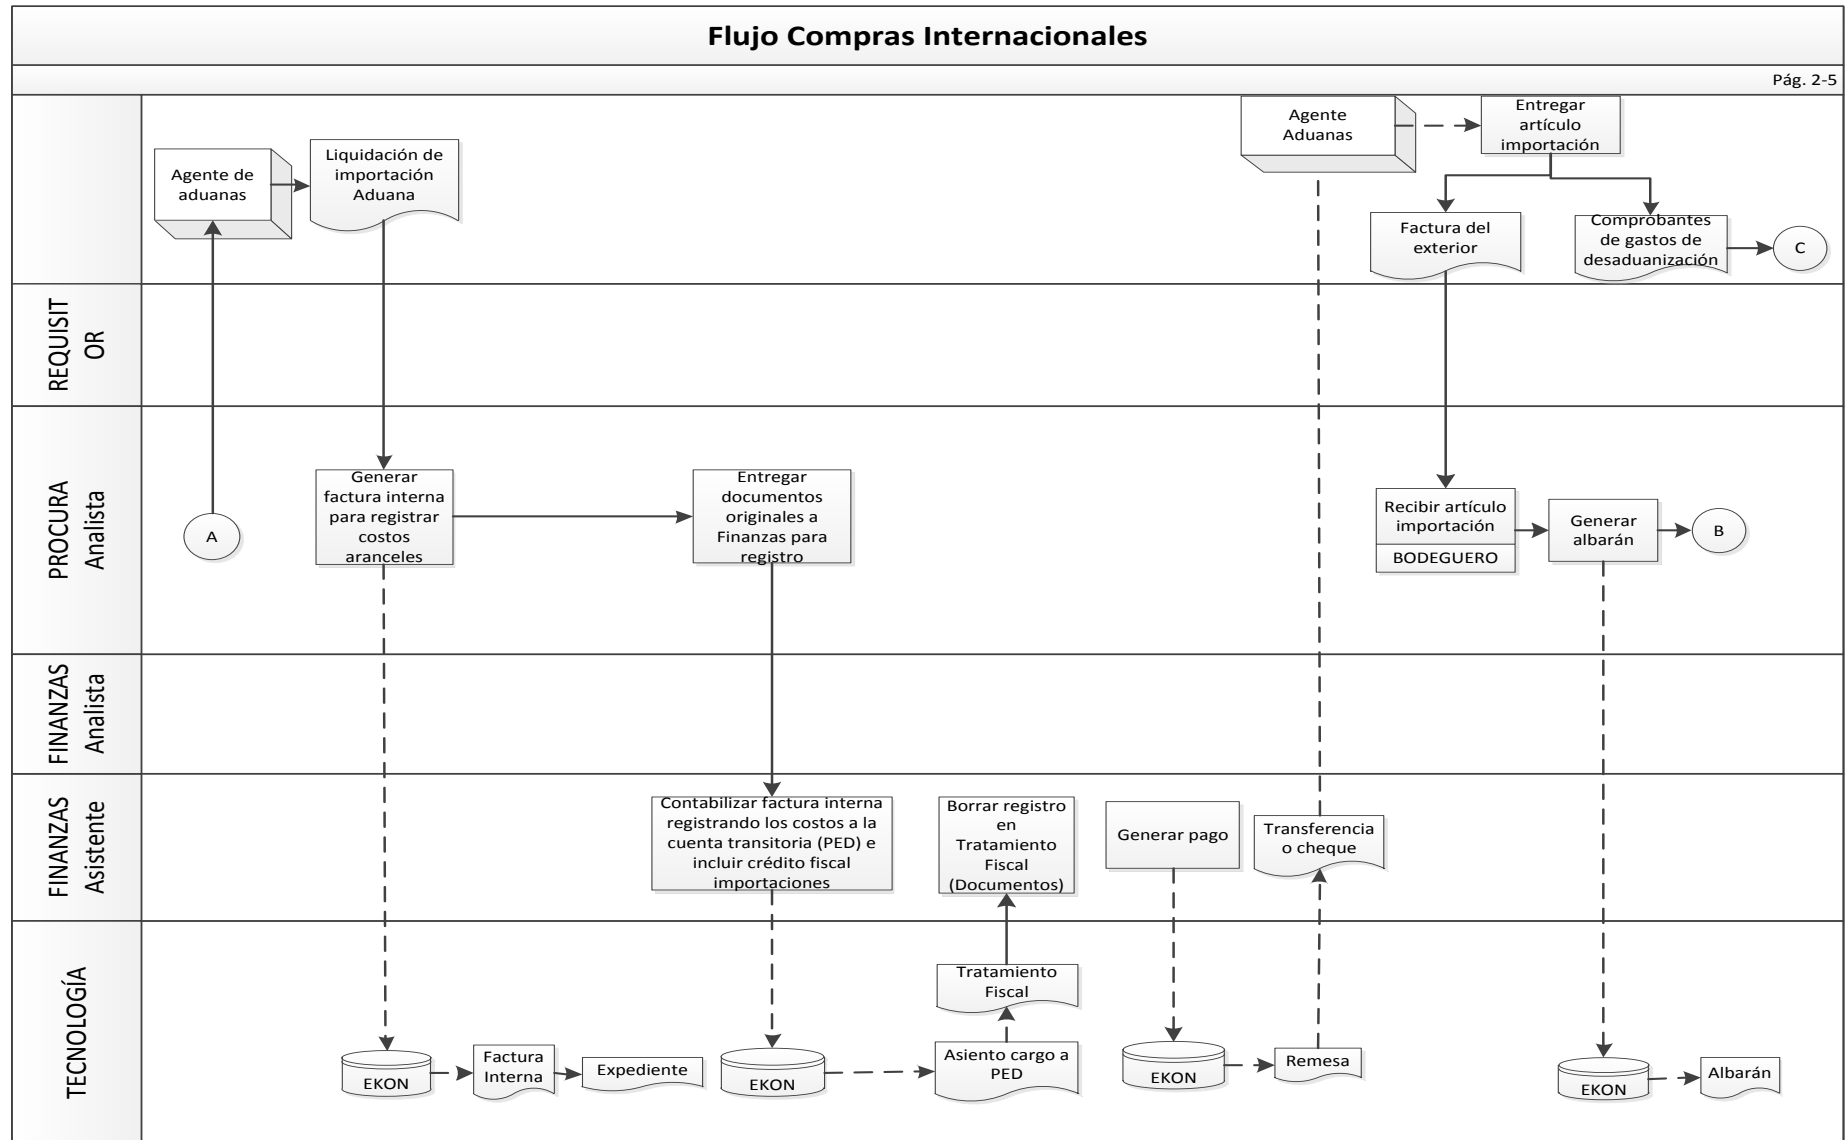 Flujo Compras Internacionales
Pág. 2-5
Agente de
aduanas
Liquidación de
importación
Aduana
Agente
Aduanas
Entregar
artículo
importación
Factura del
exterior
Comprobantes
de gastos de
desaduanización
C
REQUISIT
OR
PROCURA
Analista
A
Generar
factura interna
para registrar
costos
aranceles
Entregar
documentos
originales a
Finanzas para
registro
Recibir artículo
importación
BODEGUERO
Generar
albarán
B
FINANZAS
Analista
FINANZAS
Asistente
Contabilizar factura interna
registrando los costos a la
cuenta transitoria (PED) e
incluir crédito fiscal
importaciones
Borrar registro
en
Tratamiento
Fiscal
(Documentos)
Generar pago
Transferencia
o cheque
TECNOLOGÍA
EKON
Factura
Interna
Expediente
EKON
Tratamiento
Fiscal
Asiento cargo a
PED
EKON
Remesa
EKON
Albarán